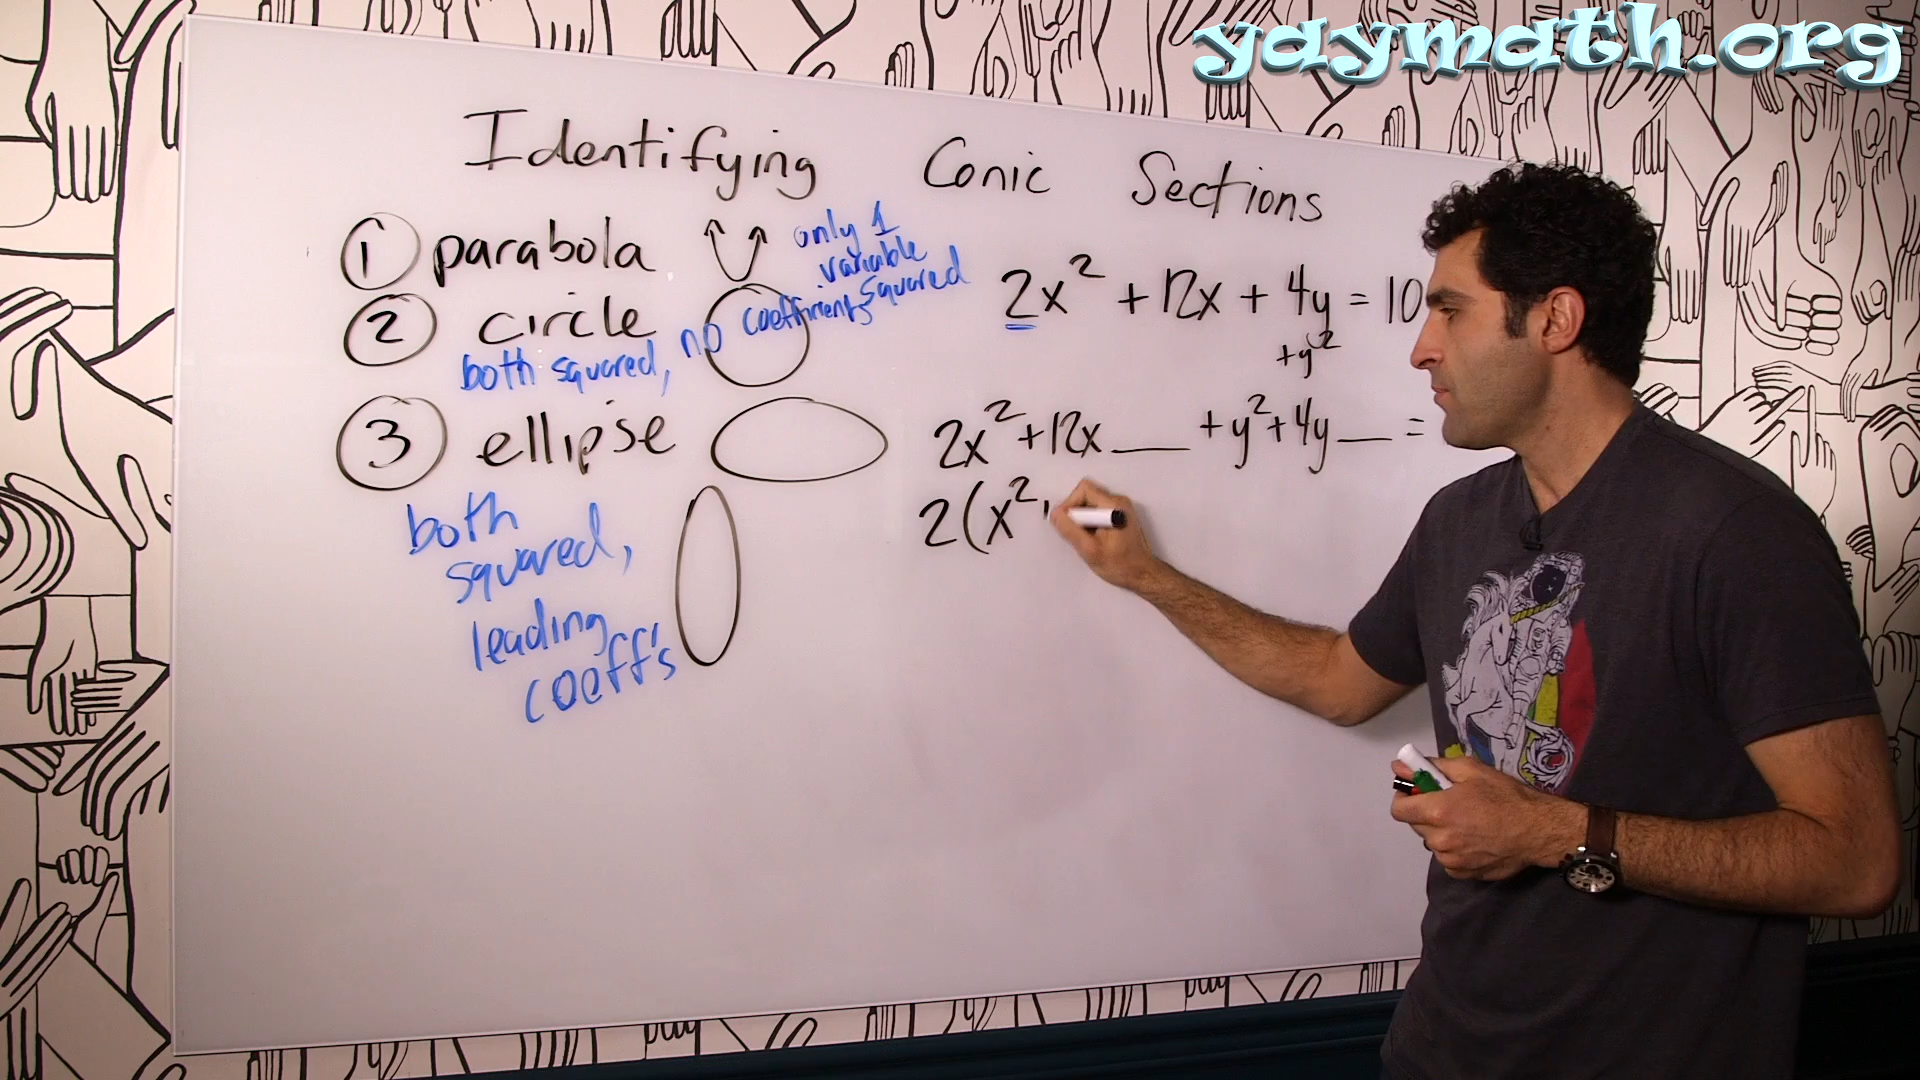 yaymath.org
Identifying Conic Sections
1 parabola
only 1
variable
squared
2 circle
both squared, no coefficients
3 ellipse
both
squared,
leading
coeff's
2x² + 12x + 4y = 10
+y²
2x² + 12x ___ + y² + 4y ___ =
2(x²